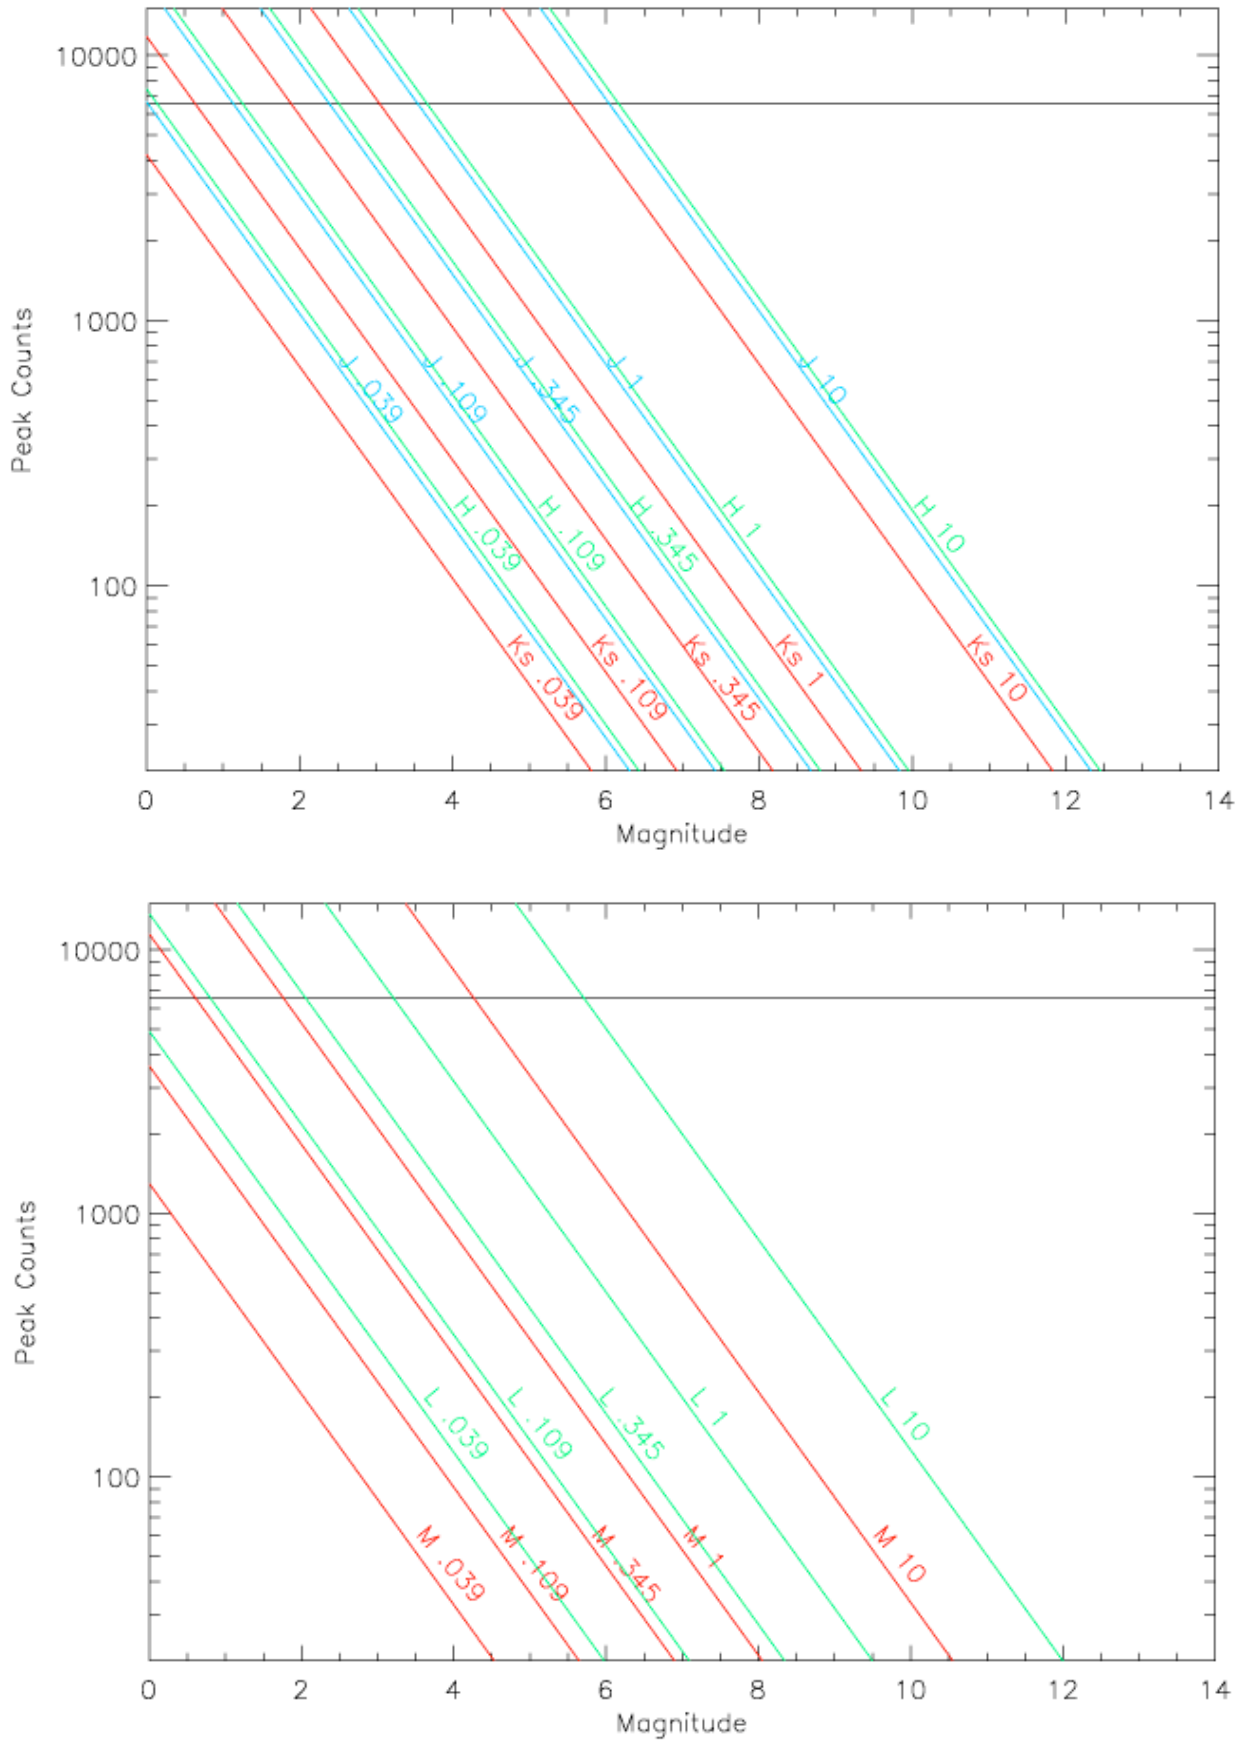 10000
1000
100
Peak Counts
J .039
J .109
J .345
J 1
J 10
H .039
H .109
H .345
H 1
H 10
Ks .039
Ks .109
Ks .345
Ks 1
Ks 10
0 2 4 6 8 10 12 14
Magnitude
10000
1000
100
Peak Counts
L .039
L .109
L .345
L 1
L 10
M .039
M .109
M .345
M 1
M 10
0 2 4 6 8 10 12 14
Magnitude